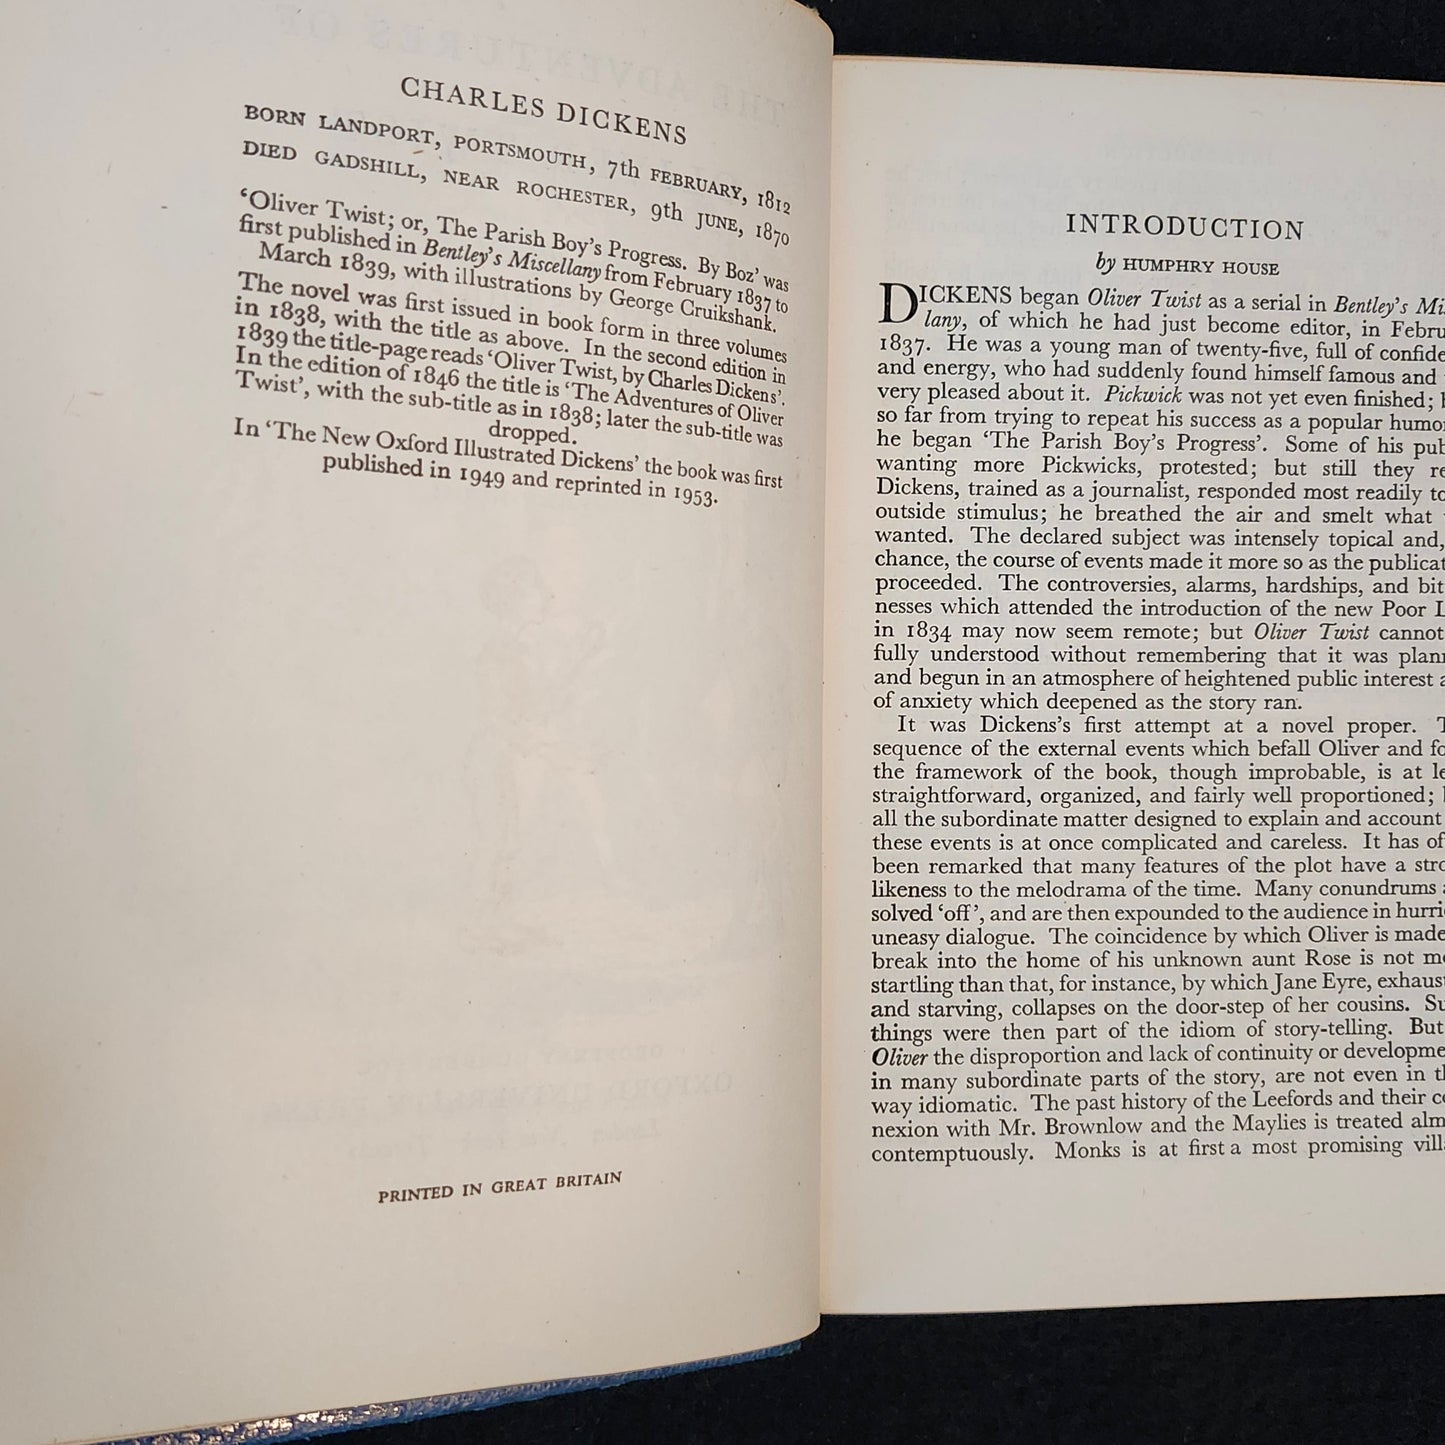 CHARLES DICKENS
BORN LANDPORT, PORTSMOUTH, 7th FEBRUARY, 1812
DIED GADSHILL, NEAR ROCHESTER, 9th JUNE, 1870
‘Oliver Twist; or, The Parish Boy’s Progress. By Boz’ was
first published in Bentley’s Miscellany from February 1837 to
March 1839, with illustrations by George Cruikshank.
The novel was first issued in book form in three volumes
in 1838, with the title as above. In the second edition in
1839 the title-page reads ‘Oliver Twist, by Charles Dickens’.
In the edition of 1846 the title is ‘The Adventures of Oliver
Twist’, with the sub-title as in 1838; later the sub-title was
dropped.
In ‘The New Oxford Illustrated Dickens’ the book was first
published in 1949 and reprinted in 1953.
PRINTED IN GREAT BRITAIN
INTRODUCTION
by HUMPHRY HOUSE
DICKENS began Oliver Twist as a serial in Bentley’s Mis
lany, of which he had just become editor, in Febru
1837. He was a young man of twenty-five, full of confide
and energy, who had suddenly found himself famous and
very pleased about it. Pickwick was not yet even finished;
so far from trying to repeat his success as a popular humor
he began ‘The Parish Boy’s Progress’. Some of his pub
wanting more Pickwicks, protested; but still they re
Dickens, trained as a journalist, responded most readily to
outside stimulus; he breathed the air and smelt what
wanted. The declared subject was intensely topical and,
chance, the course of events made it more so as the publicat
proceeded. The controversies, alarms, hardships, and bit
nesses which attended the introduction of the new Poor L
in 1834 may now seem remote; but Oliver Twist cannot
fully understood without remembering that it was plann
and begun in an atmosphere of heightened public interest a
of anxiety which deepened as the story ran.
It was Dickens’s first attempt at a novel proper. T
sequence of the external events which befall Oliver and fo
the framework of the book, though improbable, is at le
straightforward, organized, and fairly well proportioned;
all the subordinate matter designed to explain and account
these events is at once complicated and careless. It has of
been remarked that many features of the plot have a stro
likeness to the melodrama of the time. Many conundrums a
solved ‘off’, and are then expounded to the audience in hurri
uneasy dialogue. The coincidence by which Oliver is made
break into the home of his unknown aunt Rose is not mo
startling than that, for instance, by which Jane Eyre, exhaust
and starving, collapses on the door-step of her cousins. Su
things were then part of the idiom of story-telling. But
Oliver the disproportion and lack of continuity or developme
in many subordinate parts of the story, are not even in th
way idiomatic. The past history of the Leefords and their co
nexion with Mr. Brownlow and the Maylies is treated alm
contemptuously. Monks is at first a most promising vill